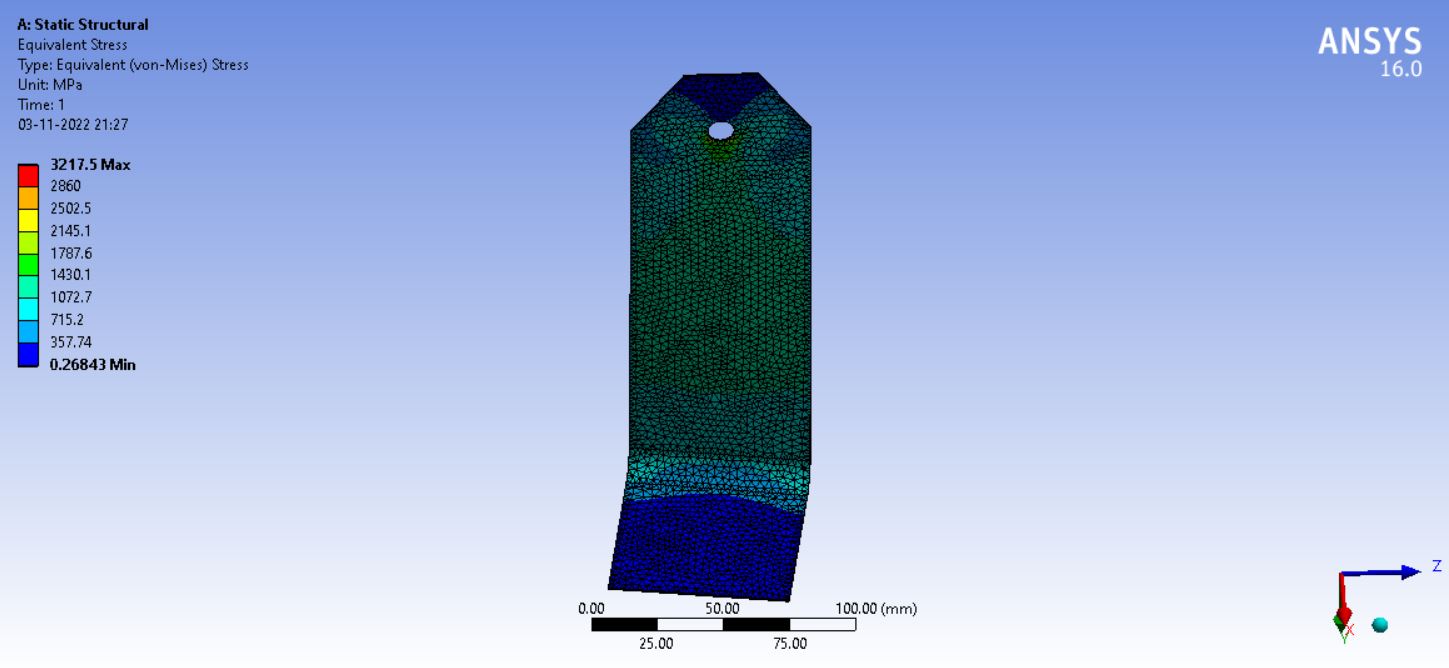 A: Static Structural
Equivalent Stress
Type: Equivalent (von-Mises) Stress
Unit: MPa
Time: 1
03-11-2022 21:27
3217.5 Max
2860
2502.5
2145.1
1787.6
1430.1
1072.7
715.2
357.74
0.26843 Min
ANSYS
16.0
0.00 50.00 100.00 (mm)
25.00 75.00
Z
X
Y